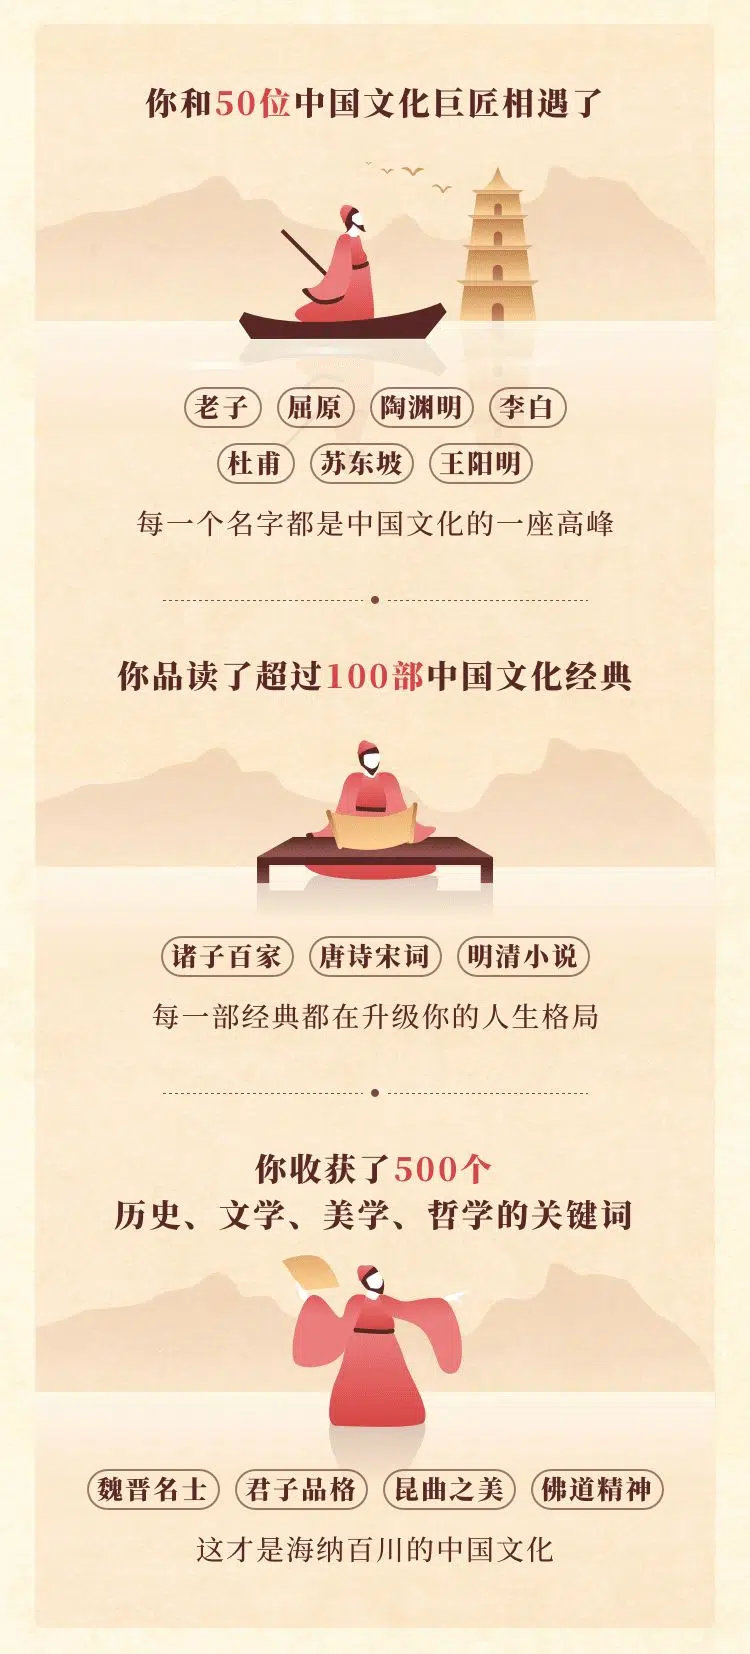 你和50位中国文化巨匠相遇了
老子 屈原 陶渊明 李白
杜甫 苏东坡 王阳明
每一个名字都是中国文化的一座高峰
你品读了超过100部中国文化经典
诸子百家 唐诗宋词 明清小说
每一部经典都在升级你的人生格局
你收获了500个
历史、文学、美学、哲学的关键词
魏晋名士 君子品格 昆曲之美 佛道精神
这才是海纳百川的中国文化